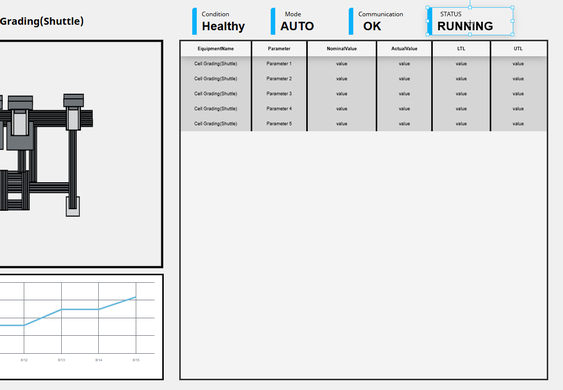 Grading(Shuttle)
Condition
Healthy
Mode
AUTO
Communication
OK
STATUS
RUNNING
EquipmentName Parameter NominalValue ActualValue LTL UTL
Cell Grading(Shuttle) Parameter 1 value value value value
Cell Grading(Shuttle) Parameter 2 value value value value
Cell Grading(Shuttle) Parameter 3 value value value value
Cell Grading(Shuttle) Parameter 4 value value value value
Cell Grading(Shuttle) Parameter 5 value value value value